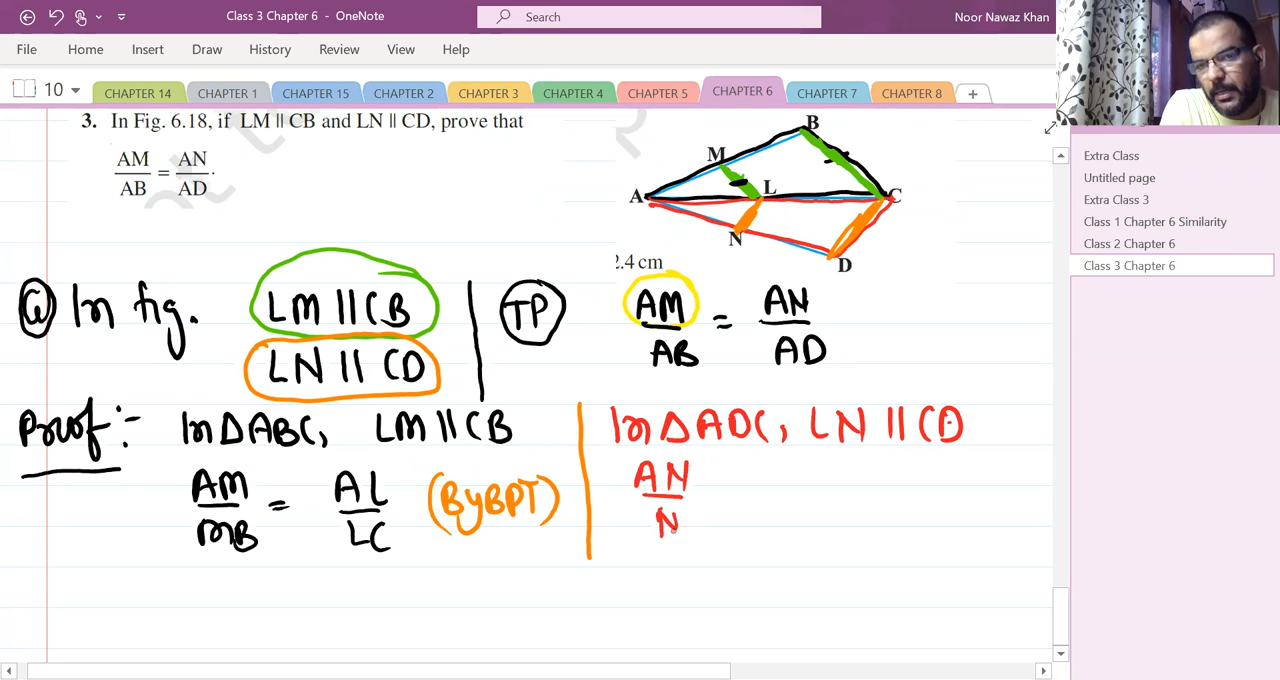 Class 3 Chapter 6 - OneNote
Search
Noor Nawaz Khan
File Home Insert Draw History Review View Help
10 CHAPTER 14 CHAPTER 1 CHAPTER 15 CHAPTER 2 CHAPTER 3 CHAPTER 4 CHAPTER 5 CHAPTER 6 CHAPTER 7 CHAPTER 8 +
Extra Class
Untitled page
Extra Class 3
Class 1 Chapter 6 Similarity
Class 2 Chapter 6
Class 3 Chapter 6
3. In Fig. 6.18, if LM || CB and LN || CD, prove that
AM/AB = AN/AD.
B
M
L
A
C
N
D
2.4 cm
G In fig. LM || CB
LN || CD
TP AM/AB = AN/AD
Proof:- In ΔABC, LM || CB
AM/MB = AL/LC (By BPT)
In ΔADC, LN || CD
AN
N